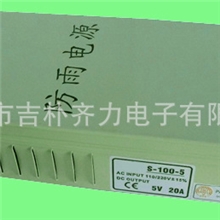 防雨电源
市吉朴齐力电子有限
S-100-5
AC INPUT 110/220V±15%
DC OUTPUT
5V 20A
CE